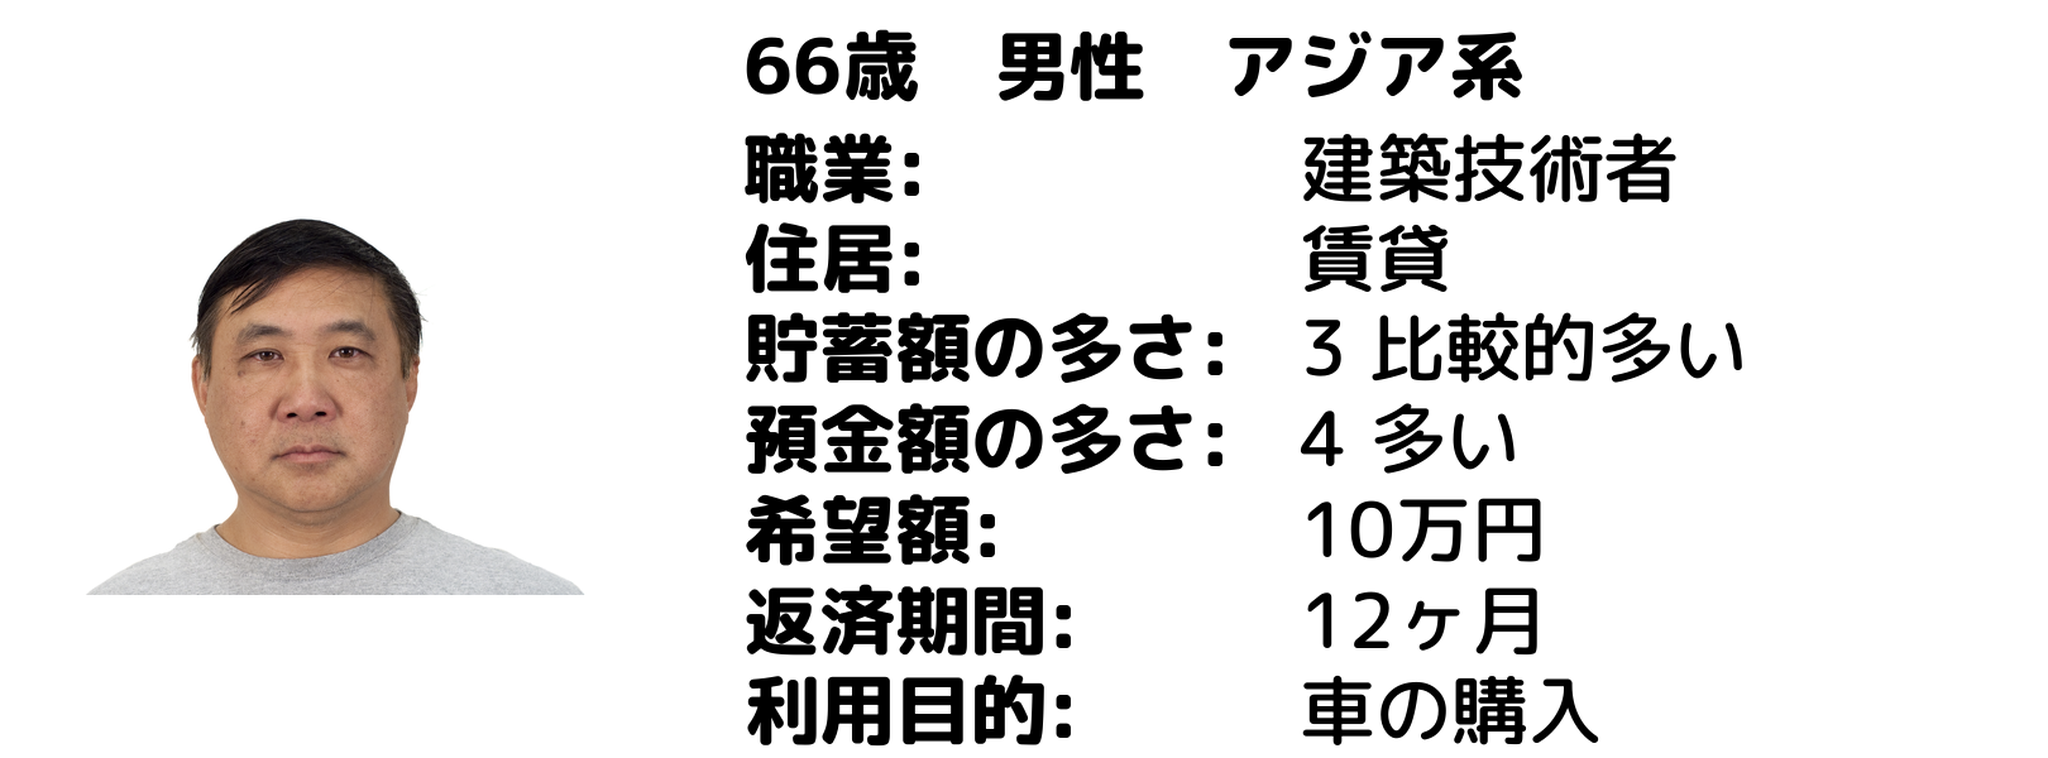 66歳　男性　アジア系
職業:　建築技術者
住居:　賃貸
貯蓄額の多さ:　3 比較的多い
預金額の多さ:　4 多い
希望額:　10万円
返済期間:　12ヶ月
利用目的:　車の購入